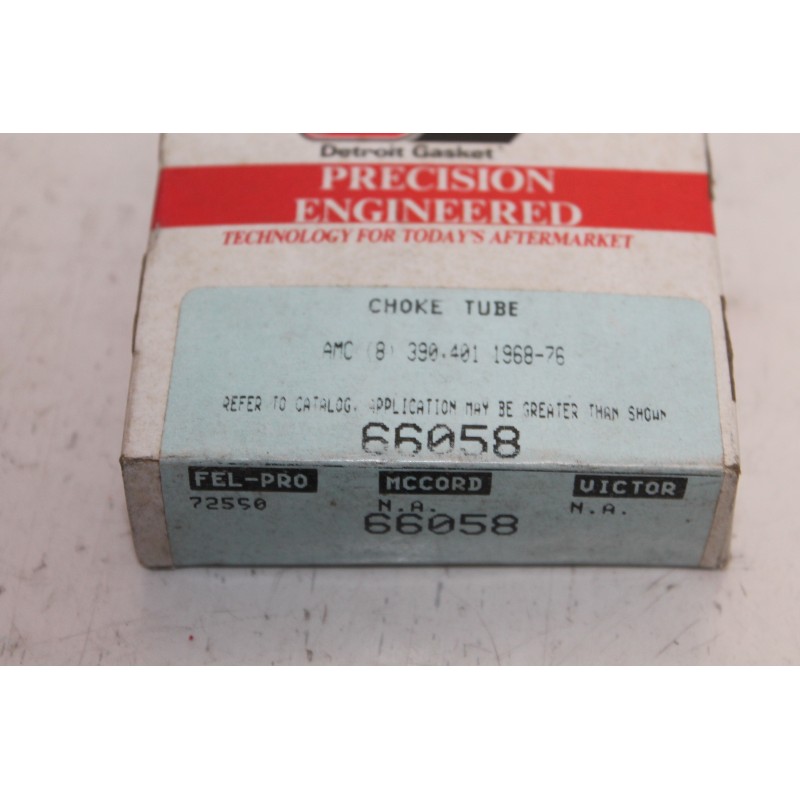 Detroit Gasket
PRECISION
ENGINEERED
TECHNOLOGY FOR TODAY'S AFTERMARKET
CHOKE TUBE
AMC (8) 390,401 1968-76
REFER TO CATALOG. APPLICATION MAY BE GREATER THAN SHOWN
66058
FEL-PRO MCCORD VICTOR
72550 N.A. N.A.
66058